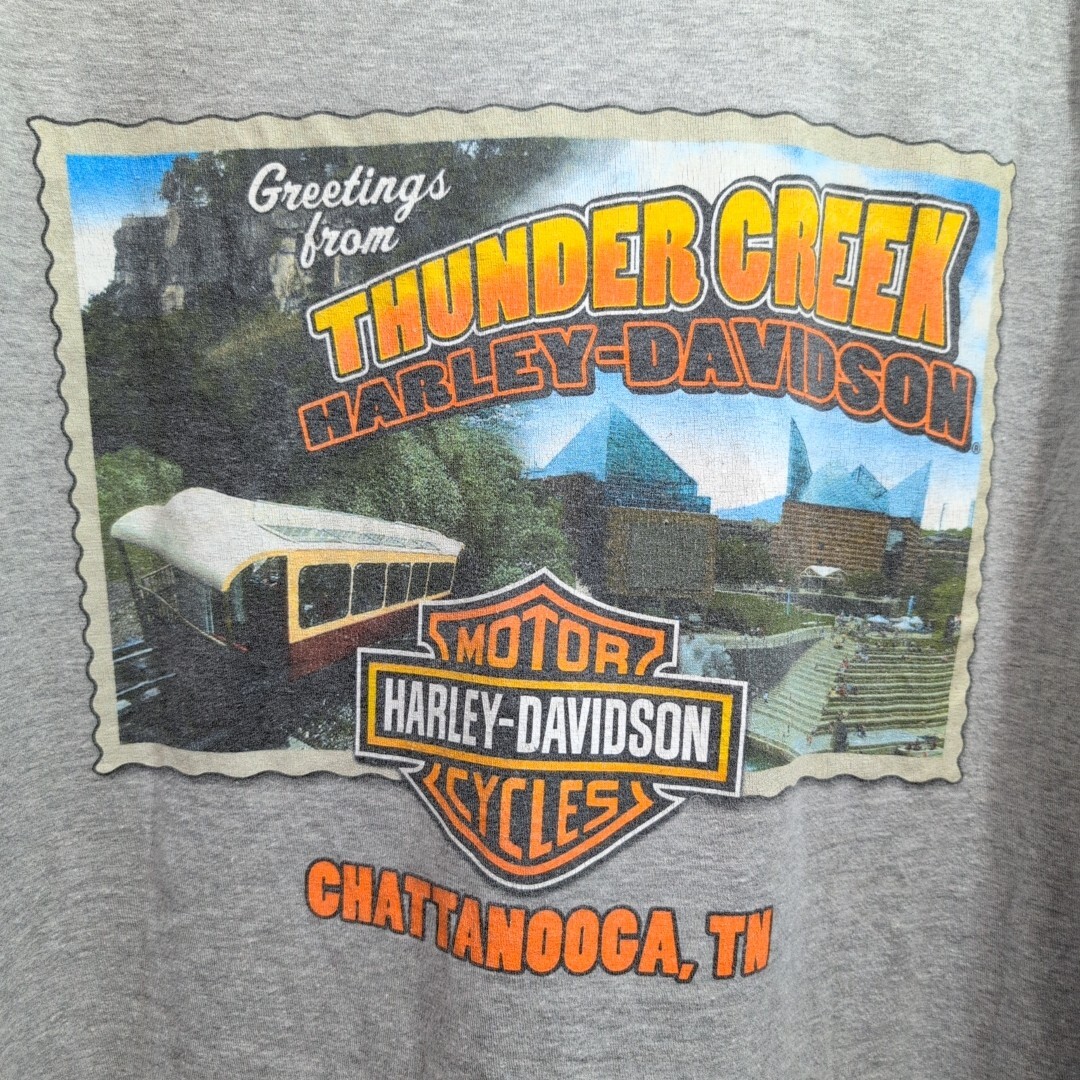 Greetings
from
THUNDER CREEK
HARLEY-DAVIDSON®
MOTOR
HARLEY-DAVIDSON
CYCLES
CHATTANOOGA, TN